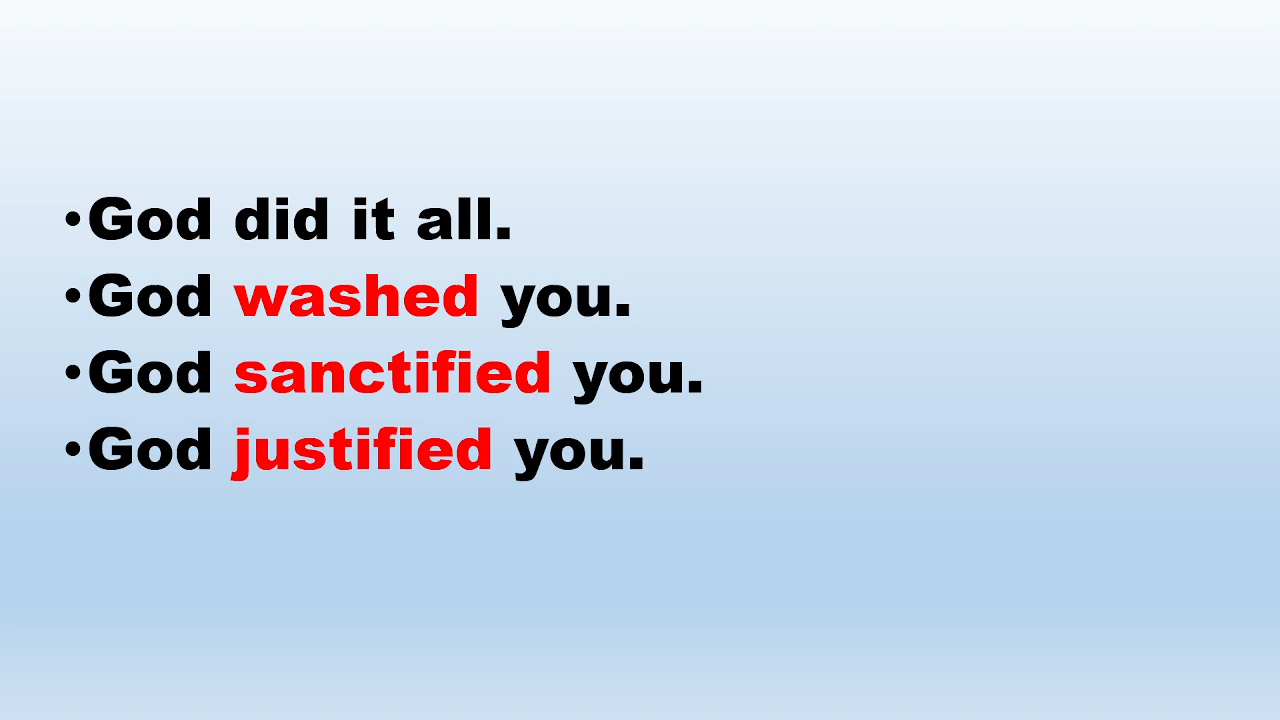 •God did it all.
•God washed you.
•God sanctified you.
•God justified you.